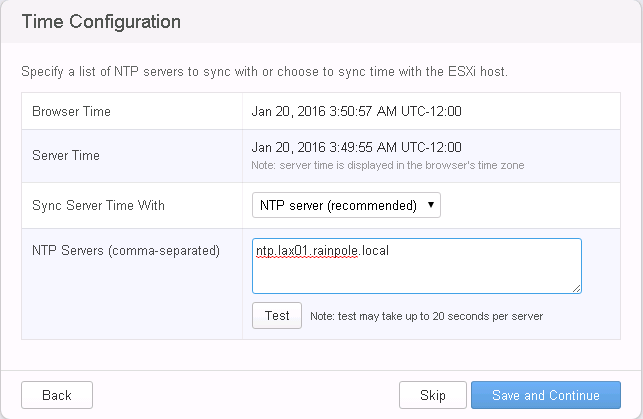 Time Configuration
Specify a list of NTP servers to sync with or choose to sync time with the ESXi host.
Browser Time Jan 20, 2016 3:50:57 AM UTC-12:00
Server Time Jan 20, 2016 3:49:55 AM UTC-12:00
Note: server time is displayed in the browser's time zone
Sync Server Time With NTP server (recommended)
NTP Servers (comma-separated) ntp.lax01.rainpole.local
Test Note: test may take up to 20 seconds per server
Back Skip Save and Continue